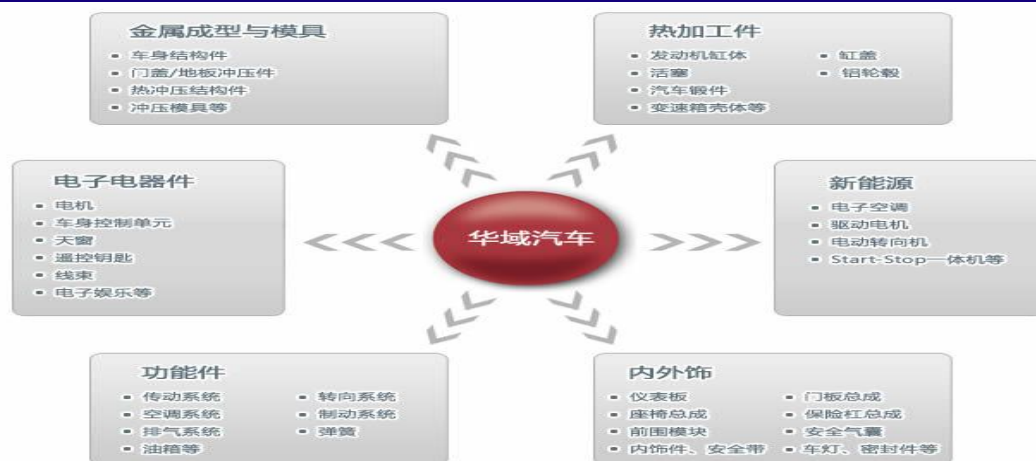 金属成型与模具
车身结构件
门盖/地板冲压件
热冲压结构件
冲压模具等
热加工件
发动机缸体
缸盖
活塞
铝轮毂
汽车锻件
变速箱壳体等
电子电器件
电机
车身控制单元
天窗
遥控钥匙
线束
电子娱乐等
华域汽车
新能源
电子空调
驱动电机
电动转向机
Start-Stop一体机等
功能件
传动系统
转向系统
空调系统
制动系统
排气系统
弹簧
油箱等
内外饰
仪表板
门板总成
座椅总成
保险杠总成
前围模块
安全气囊
内饰件、安全带
车灯、密封件等